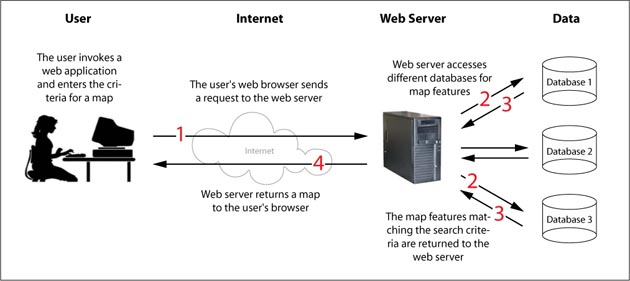 User
Internet
Web Server
Data
The user invokes a
web application
and enters the cri-
teria for a map
The user's web browser sends
a request to the web server
Web server accesses
different databases for
map features
1
Internet
4
Web server returns a map
to the user's browser
2
3
2
3
The map features mat-
ching the search crite-
ria are returned to the
web server
Database 1
Database 2
Database 3